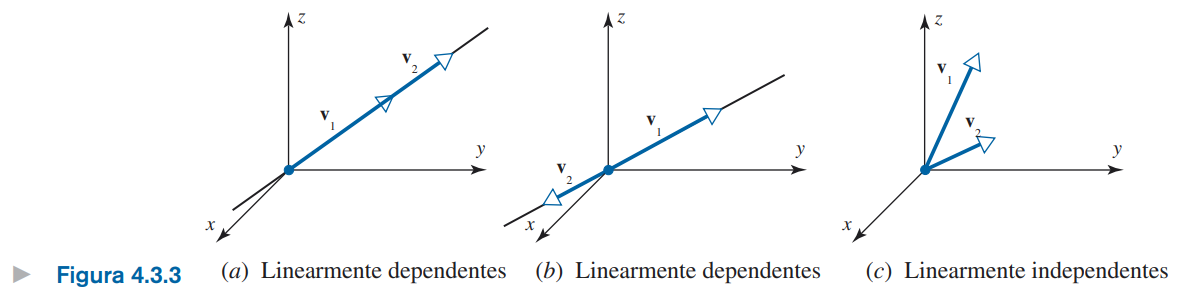 z
v₂
v₁
y
x
z
v₁
v₂
y
x
z
v₁
v₂
y
x
Figura 4.3.3
(a) Linearmente dependentes
(b) Linearmente dependentes
(c) Linearmente independentes